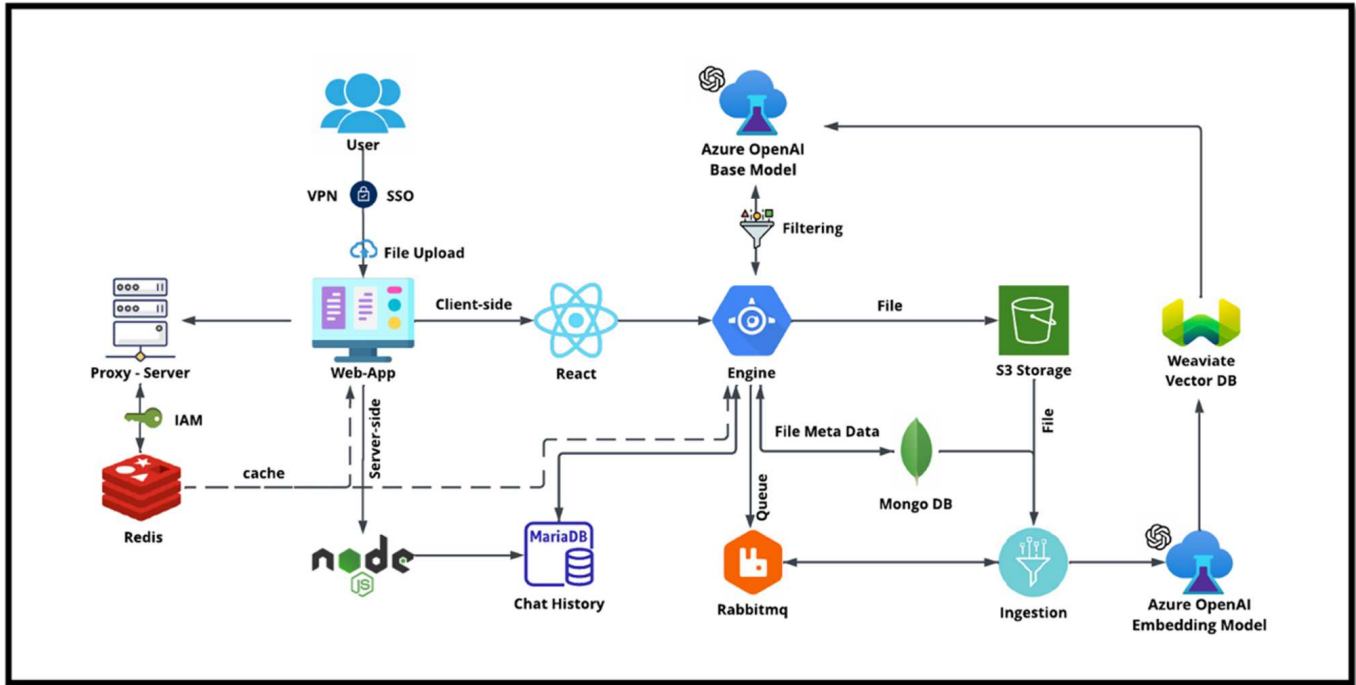 User
VPN
SSO
File Upload
Azure OpenAI
Base Model
Filtering
Proxy - Server
Web-App
Client-side
React
Engine
File
S3 Storage
Weaviate
Vector DB
IAM
Server-side
cache
Redis
File Meta Data
File
Mongo DB
Queue
node
JS
MariaDB
Chat History
Rabbitmq
Ingestion
Azure OpenAI
Embedding Model